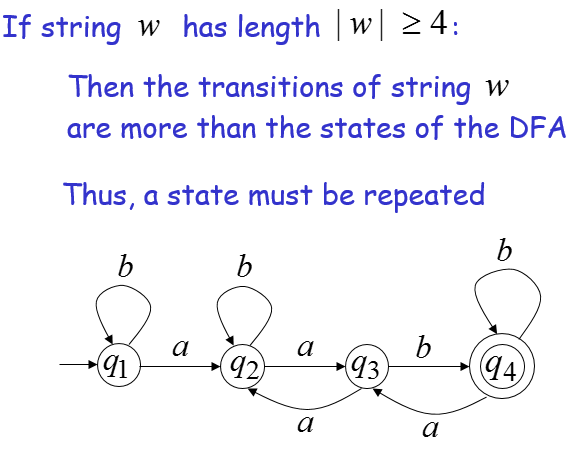 If string w has length |w| ≥ 4:
Then the transitions of string w
are more than the states of the DFA
Thus, a state must be repeated
b b b
q1 a q2 a q3 b q4
a a